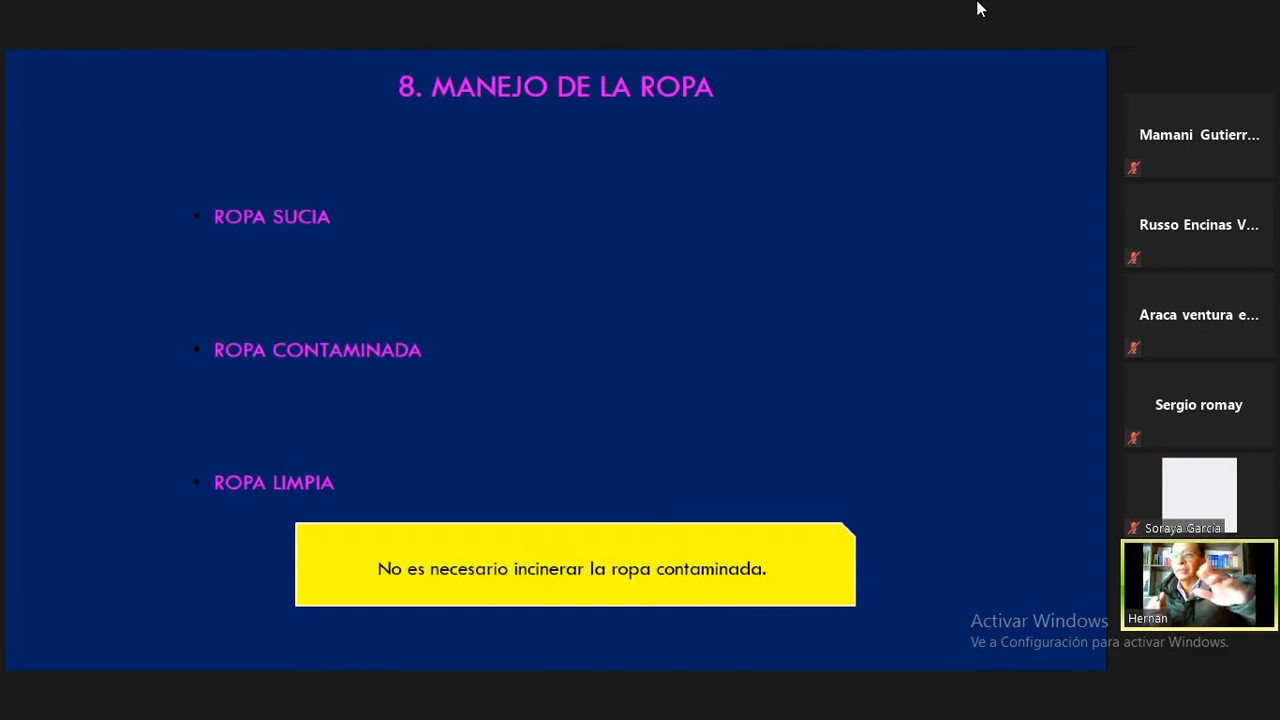 8. MANEJO DE LA ROPA
• ROPA SUCIA
• ROPA CONTAMINADA
• ROPA LIMPIA
No es necesario incinerar la ropa contaminada.
Mamani Gutierr...
Russo Encinas V...
Araca ventura e...
Sergio romay
Soraya Garcia
Hernan
Activar Windows
Ve a Configuración para activar Windows.